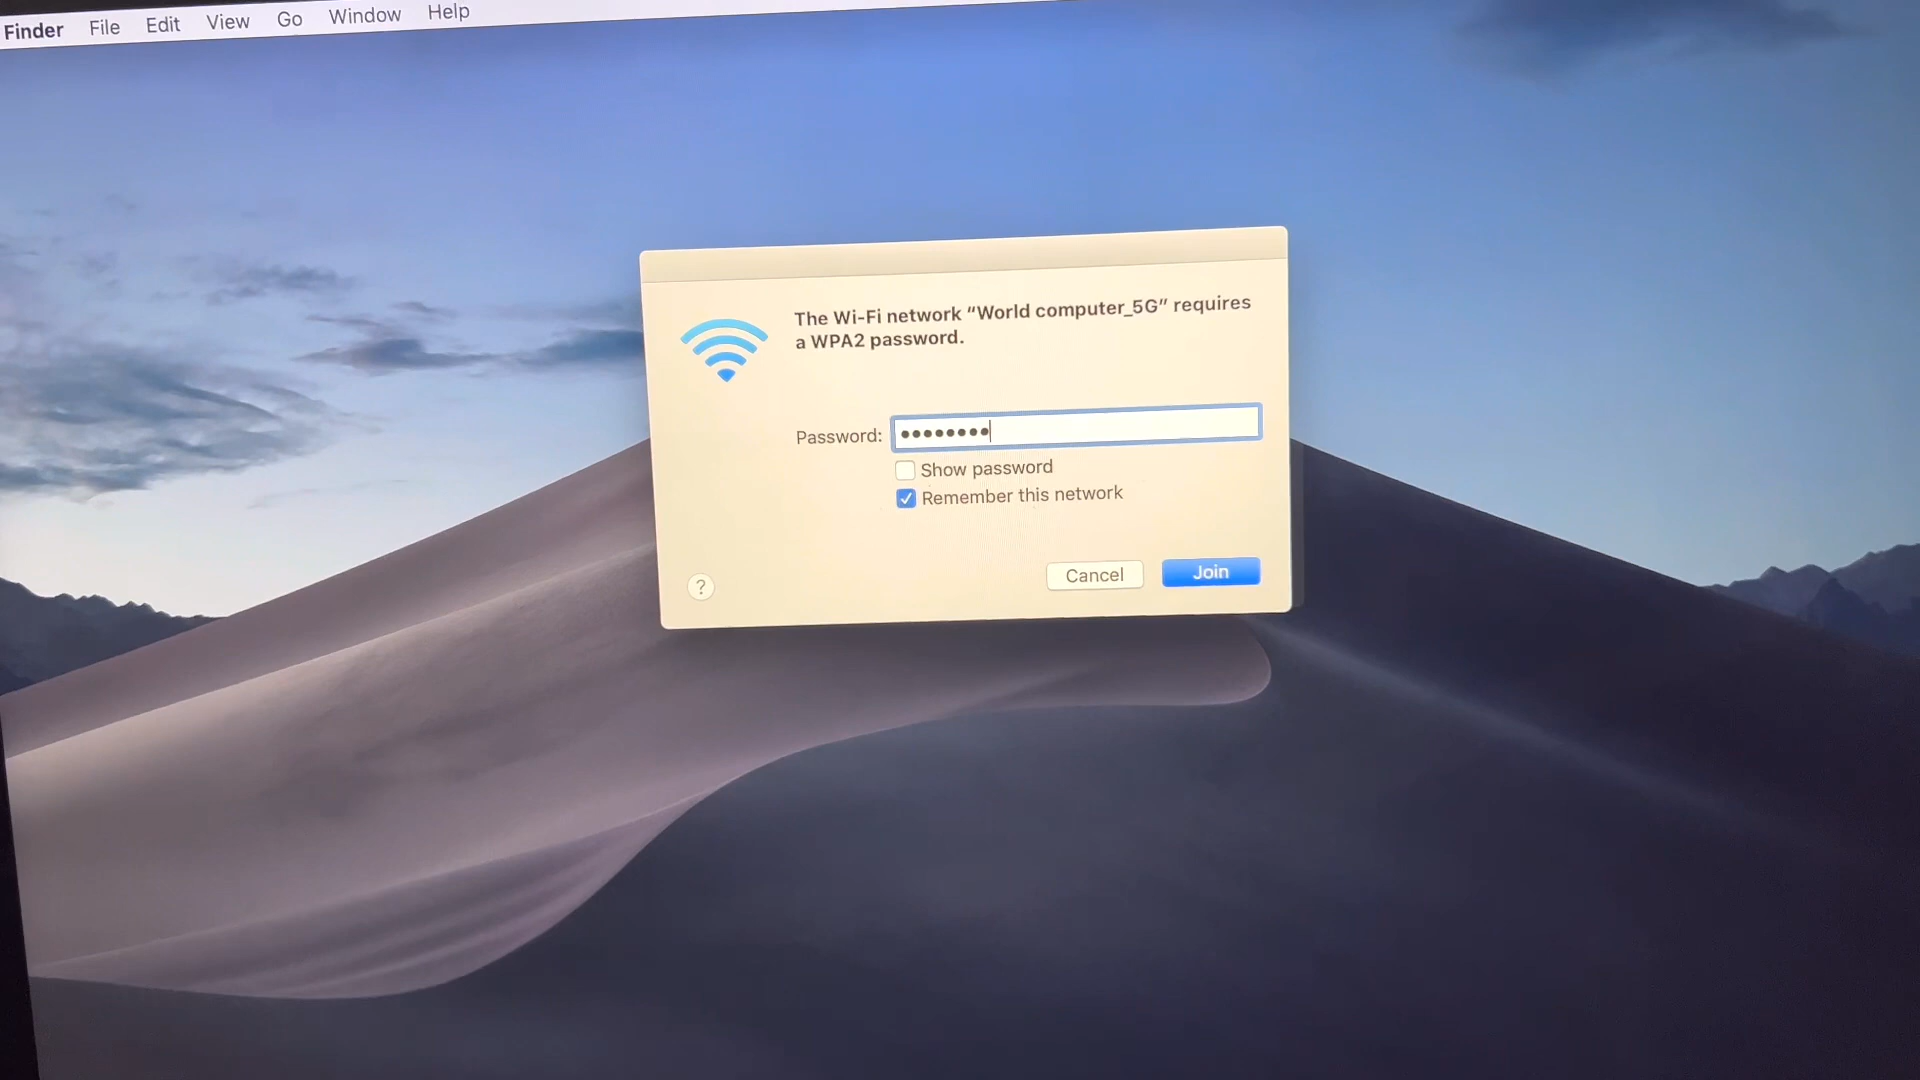 Finder File Edit View Go Window Help
The Wi-Fi network “World computer_5G” requires
a WPA2 password.
Password: ••••••••
Show password
Remember this network
? Cancel Join